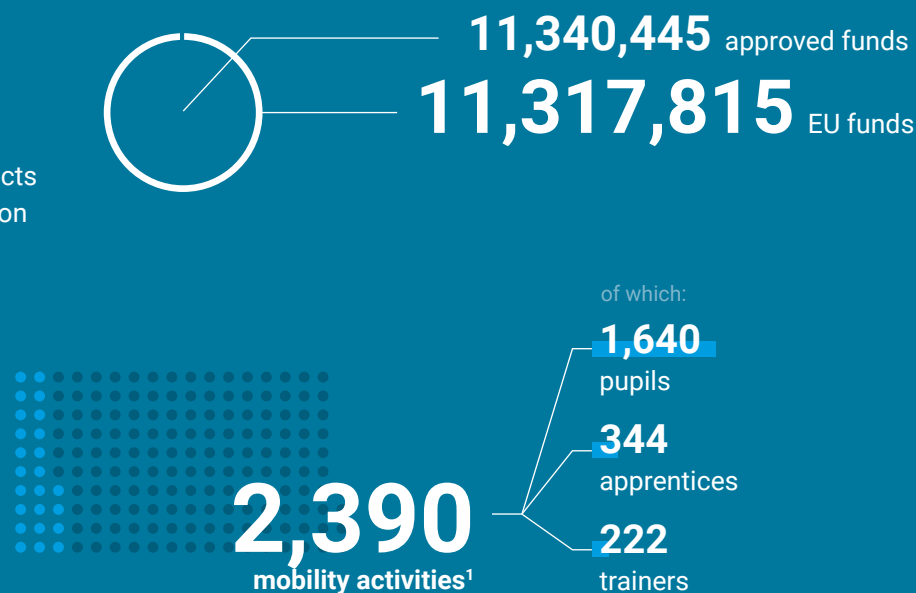 11,340,445 approved funds
11,317,815 EU funds
cts
on
of which:
1,640
pupils
344
apprentices
2,390
mobility activities¹
222
trainers